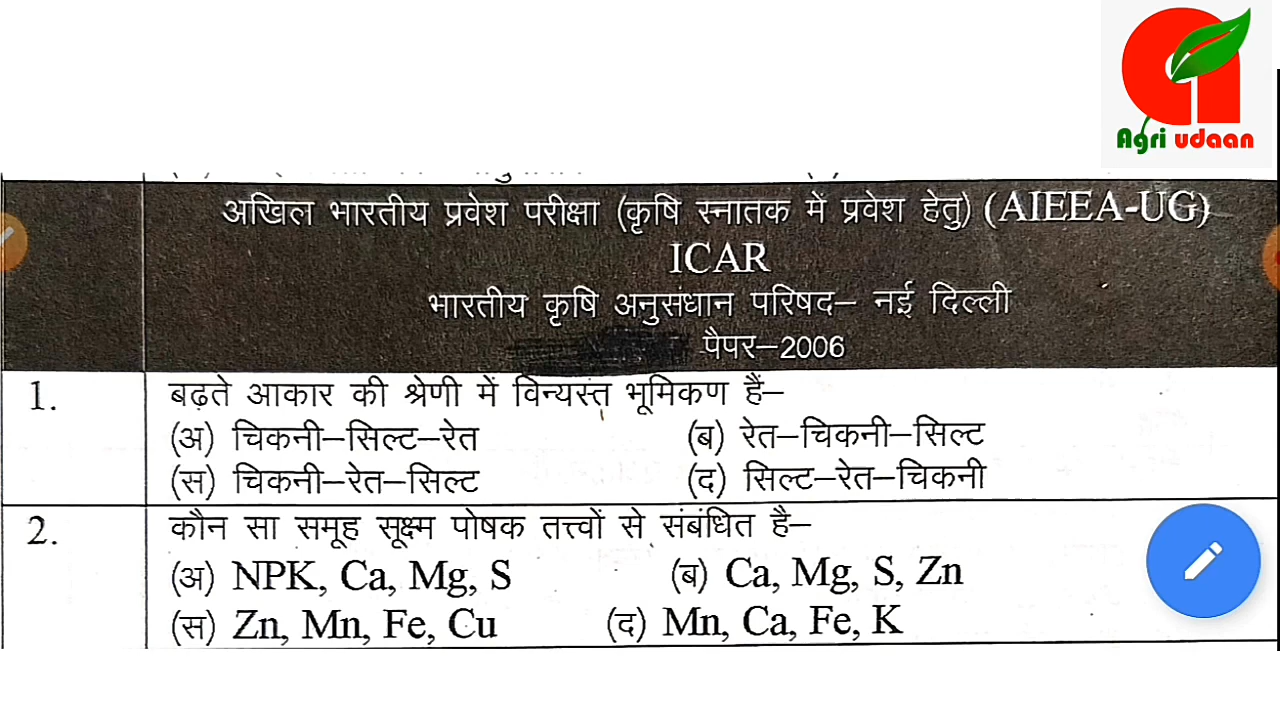 Agri udaan
अखिल भारतीय प्रवेश परीक्षा (कृषि स्नातक में प्रवेश हेतु) (AIEEA-UG)
ICAR
भारतीय कृषि अनुसंधान परिषद– नई दिल्ली
पैपर–2006
1. बढ़ते आकार की श्रेणी में विन्यस्त भूमिकण हैं–
(अ) चिकनी–सिल्ट–रेत (ब) रेत–चिकनी–सिल्ट
(स) चिकनी–रेत–सिल्ट (द) सिल्ट–रेत–चिकनी
2. कौन सा समूह सूक्ष्म पोषक तत्त्वों से संबंधित है–
(अ) NPK, Ca, Mg, S (ब) Ca, Mg, S, Zn
(स) Zn, Mn, Fe, Cu (द) Mn, Ca, Fe, K